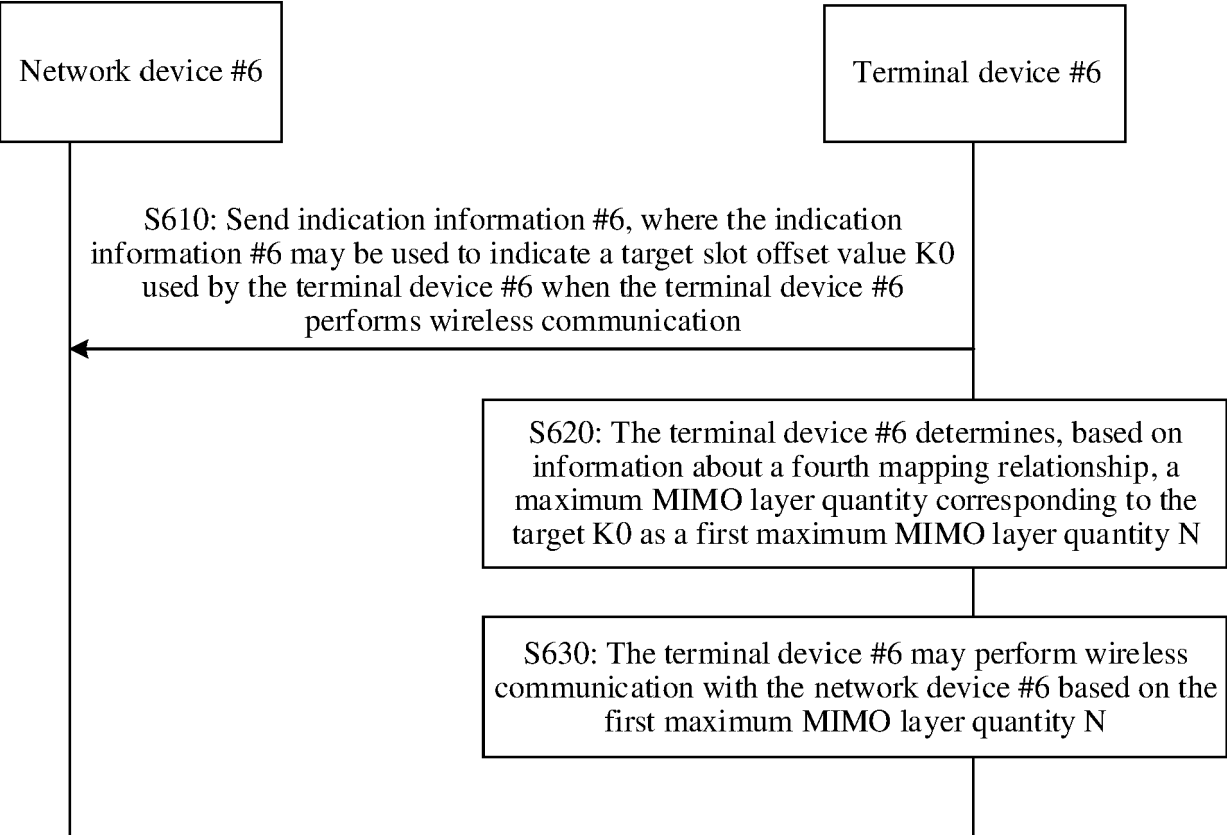 Network device #6
Terminal device #6
S610: Send indication information #6, where the indication
information #6 may be used to indicate a target slot offset value K0
used by the terminal device #6 when the terminal device #6
performs wireless communication
S620: The terminal device #6 determines, based on
information about a fourth mapping relationship, a
maximum MIMO layer quantity corresponding to the
target K0 as a first maximum MIMO layer quantity N
S630: The terminal device #6 may perform wireless
communication with the network device #6 based on the
first maximum MIMO layer quantity N